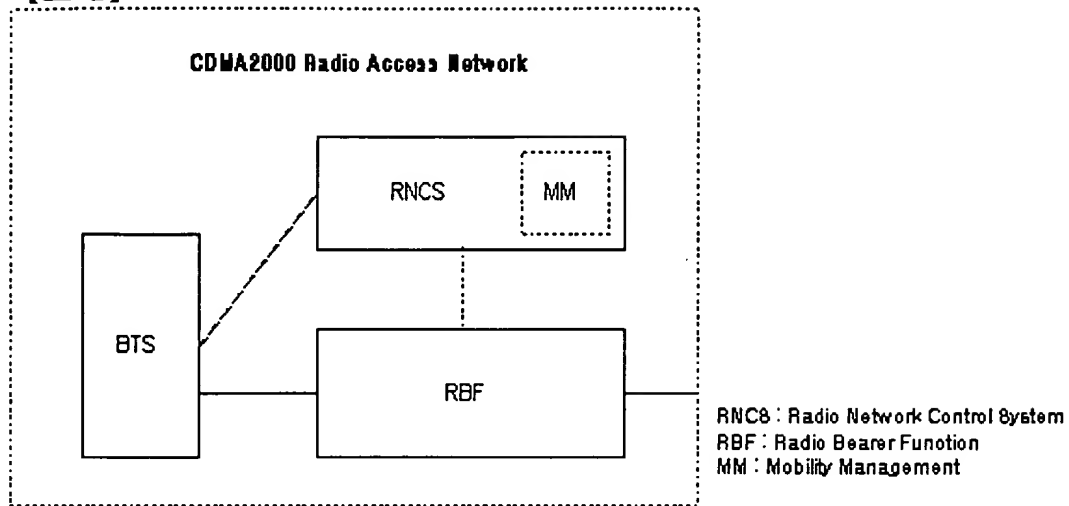 CDMA2000 Radio Access Network
RNCS
MM
BTS
RBF
RNCS : Radio Network Control System
RBF : Radio Bearer Function
MM : Mobility Management